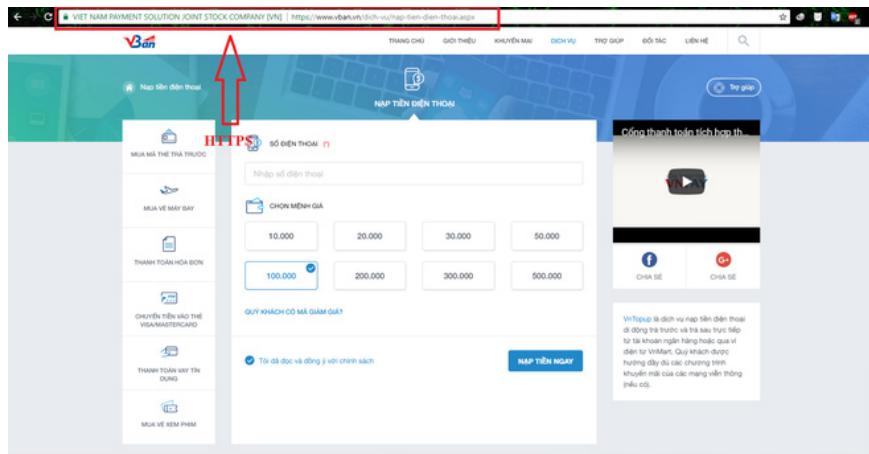 VIET NAM PAYMENT SOLUTION JOINT STOCK COMPANY [VN] | https://www.vban.vn/dich-vu/nap-tien-dien-thoai.aspx
VBan
TRANG CHỦ GIỚI THIỆU KHUYẾN MẠI DỊCH VỤ TRỢ GIÚP ĐỐI TÁC LIÊN HỆ
Nạp tiền điện thoại
NẠP TIỀN ĐIỆN THOẠI
Trợ giúp
HTTPS
MUA MÃ THẺ TRẢ TRƯỚC
MUA VÉ MÁY BAY
THANH TOÁN HÓA ĐƠN
CHUYỂN TIỀN VÀO THẺ
VISA/MASTERCARD
THANH TOÁN VAY TÍN
DỤNG
MUA VÉ XEM PHIM
SỐ ĐIỆN THOẠI (*)
Nhập số điện thoại
CHỌN MỆNH GIÁ
10.000 20.000 30.000 50.000
100.000 200.000 300.000 500.000
QUÝ KHÁCH CÓ MÃ GIẢM GIÁ?
Tôi đã đọc và đồng ý với chính sách
NẠP TIỀN NGAY
Cổng thanh toán tích hợp th...
VNPAY
CHIA SẺ CHIA SẺ
VnTopup là dịch vụ nạp tiền điện thoại
di động trả trước và trả sau trực tiếp
từ tài khoản ngân hàng hoặc qua ví
điện tử VnMart. Quý khách được
hưởng đầy đủ các chương trình
khuyến mãi của các mạng viễn thông
(nếu có).